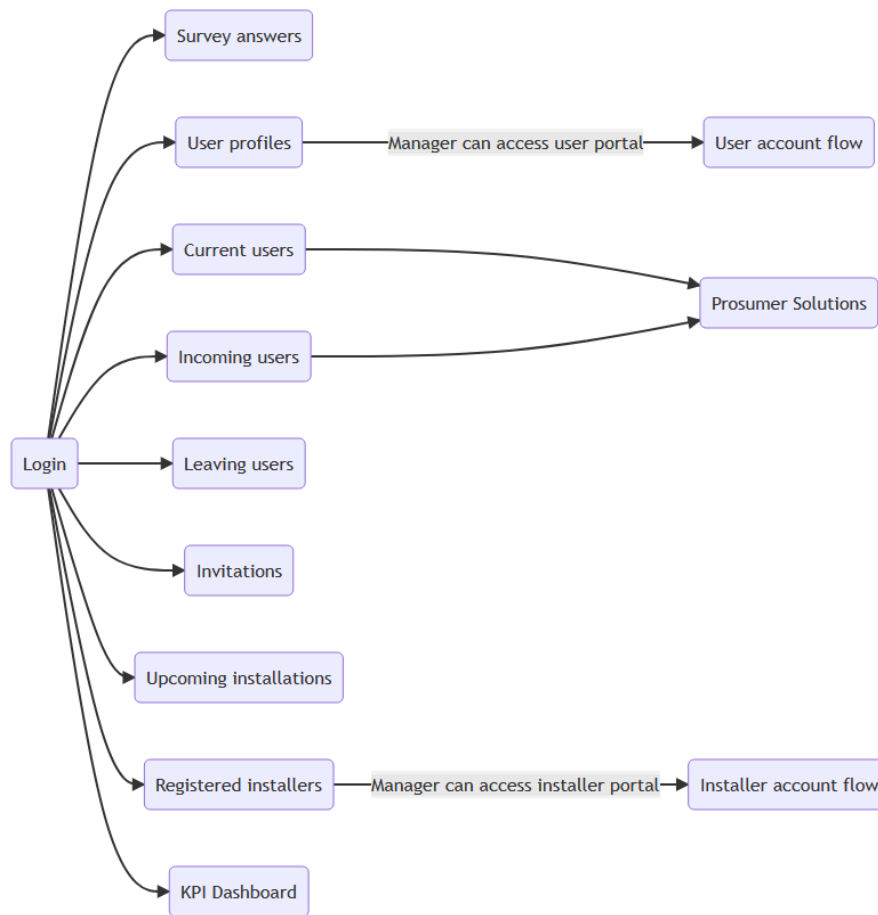 Survey answers
User profiles
Manager can access user portal
User account flow
Current users
Prosumer Solutions
Incoming users
Login
Leaving users
Invitations
Upcoming installations
Registered installers
Manager can access installer portal
Installer account flow
KPI Dashboard